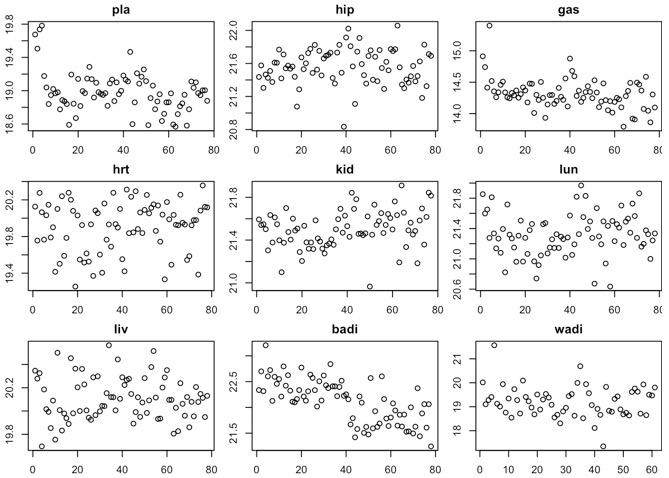 pla hip gas
19.8 19.4 19.0 18.6
22.0 21.6 21.2 20.8
15.0 14.5 14.0
0 20 40 60 80 0 20 40 60 80 0 20 40 60 80
hrt kid lun
20.2 19.8 19.4
21.8 21.4 21.0
21.8 21.4 21.0 20.6
0 20 40 60 80 0 20 40 60 80 0 20 40 60 80
liv badi wadi
20.2 19.8
22.5 21.5
21 20 19 18
0 20 40 60 80 0 20 40 60 80 0 10 20 30 40 50 60